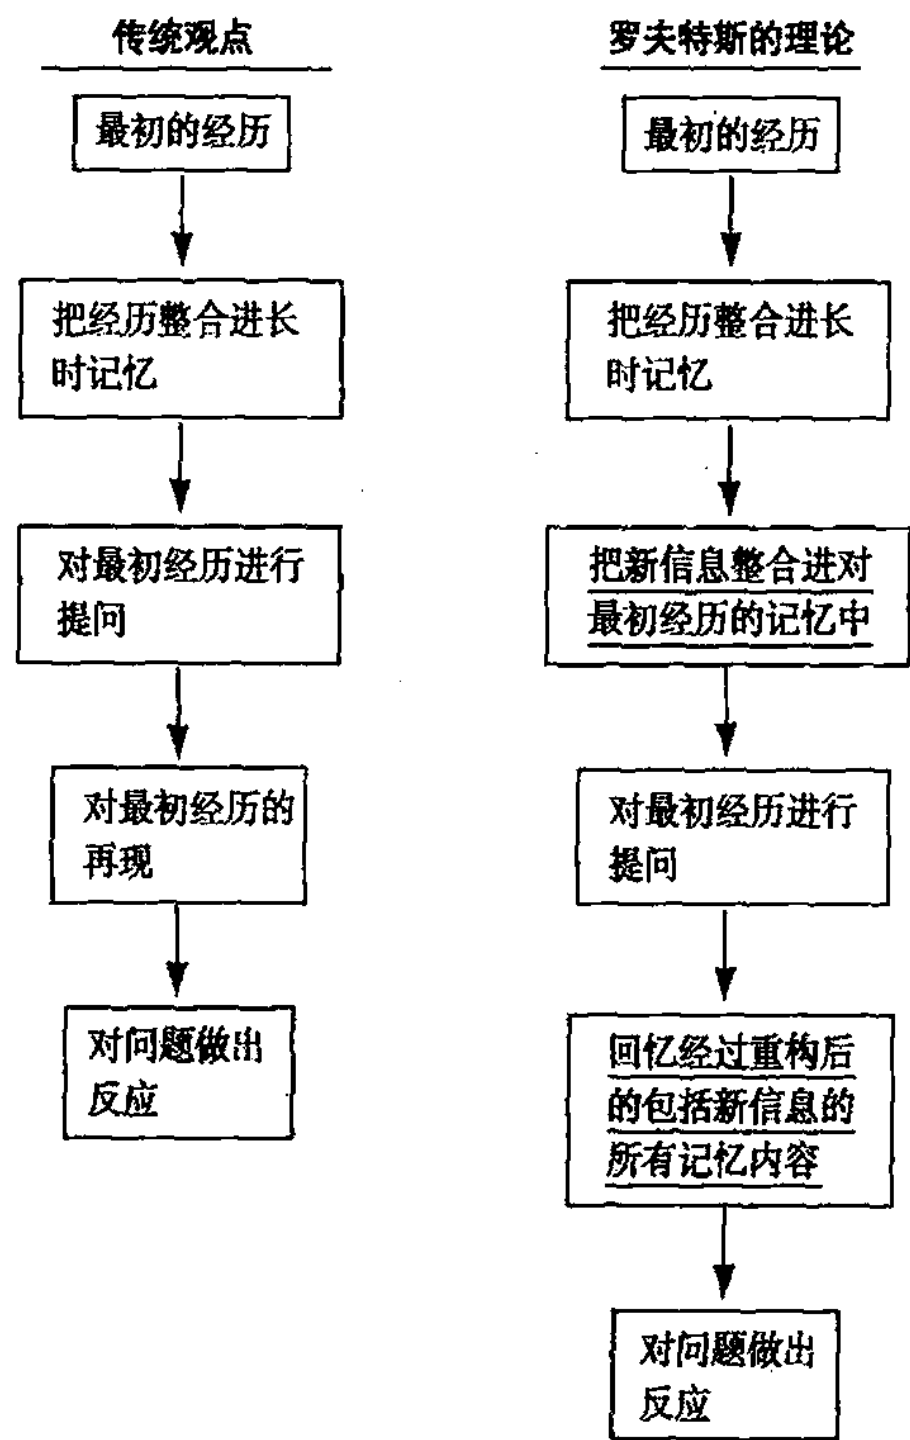 传统观点
最初的经历
把经历整合进长
时记忆
对最初经历进行
提问
对最初经历的
再现
对问题做出
反应
罗夫特斯的理论
最初的经历
把经历整合进长
时记忆
把新信息整合进对
最初经历的记忆中
对最初经历进行
提问
回忆经过重构后
的包括新信息的
所有记忆内容
对问题做出
反应